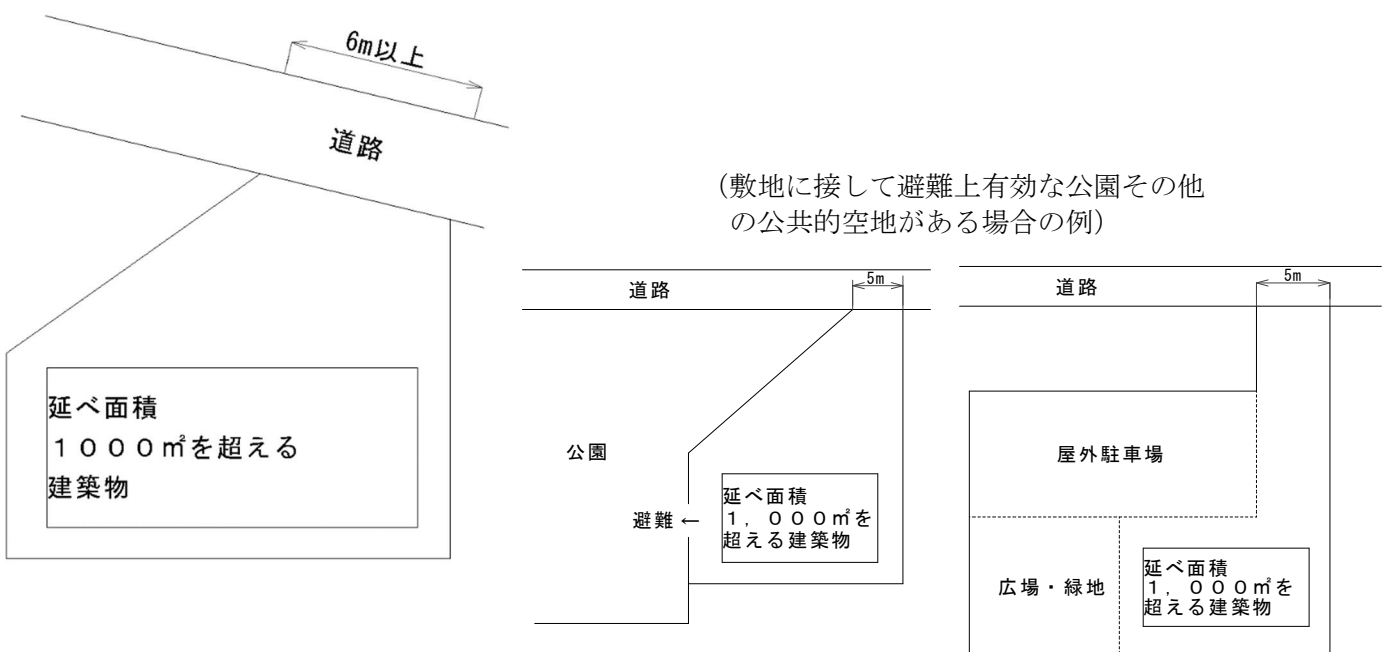 6m以上
道路
延べ面積
１０００㎡を超える
建築物
（敷地に接して避難上有効な公園その他
の公共的空地がある場合の例）
道路
5m
公園
避難←
延べ面積
１，０００㎡を
超える建築物
道路
5m
屋外駐車場
広場・緑地
延べ面積
１，０００㎡を
超える建築物